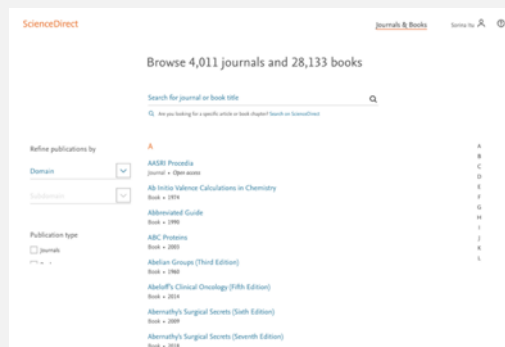 ScienceDirect
Journals & Books
Browse 4,011 journals and 28,133 books
Search for journal or book title
Are you looking for a specific article or book chapter? Search on ScienceDirect
Refine publications by
Domain
Subdomain
Publication type
Journals
A
AASRI Procedia
Journal • Open access
Ab Initio Valence Calculations in Chemistry
Book • 1974
Abbreviated Guide
Book • 1990
ABC Proteins
Book • 2003
Abelian Groups (Third Edition)
Book • 1960
Abeloff's Clinical Oncology (Fifth Edition)
Book • 2014
Abernathy's Surgical Secrets (Sixth Edition)
Book • 2009
Abernathy's Surgical Secrets (Seventh Edition)
Book • 2018
A
B
C
D
E
F
G
H
I
J
K
L